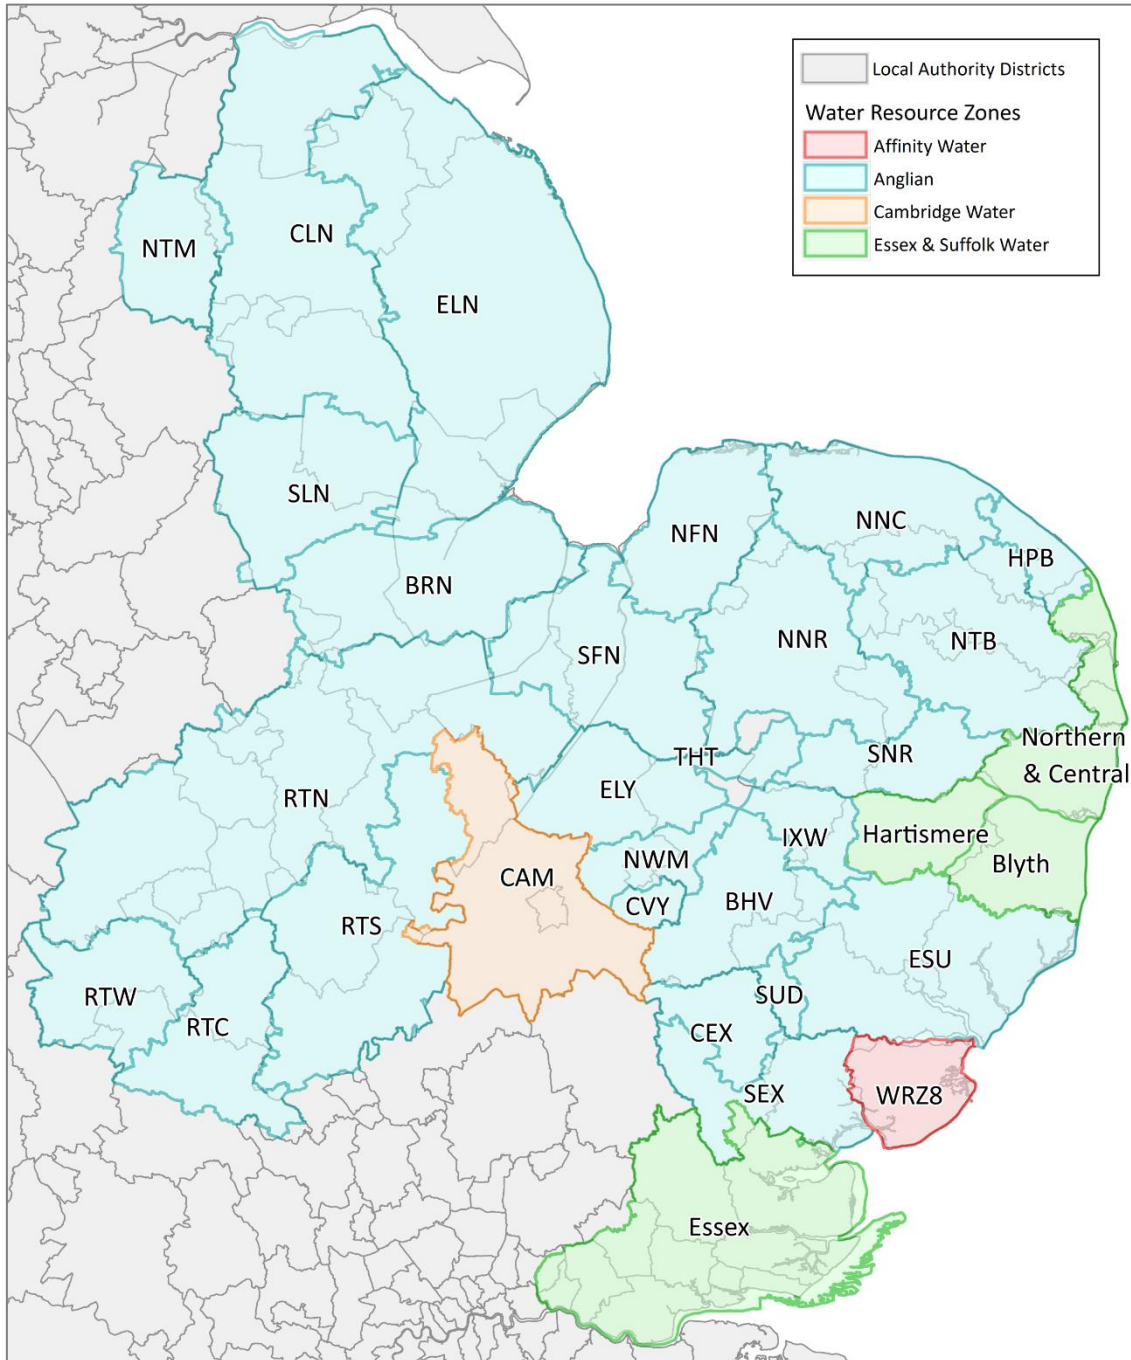 Local Authority Districts
Water Resource Zones
Affinity Water
Anglian
Cambridge Water
Essex & Suffolk Water
NTM
CLN
ELN
SLN
NFN
NNC
HPB
BRN
SFN
NNR
NTB
THT
SNR
Northern
& Central
RTN
ELY
IXW
Hartismere
NWM
Blyth
CAM
CVY
BHV
RTS
ESU
RTW
SUD
RTC
CEX
SEX
WRZ8
Essex